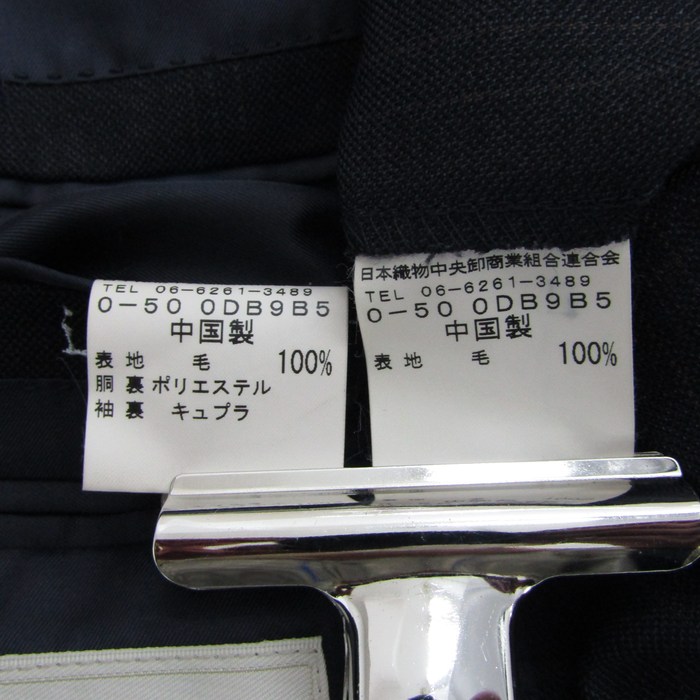 TEL 06-6261-3489
0-50 0DB9B5
中国製
表地 毛 100%
胴裏 ポリエステル
袖裏 キュプラ
日本織物中央卸商業組合連合会
TEL 06-6261-3489
0-50 0DB9B5
中国製
表地 毛 100%